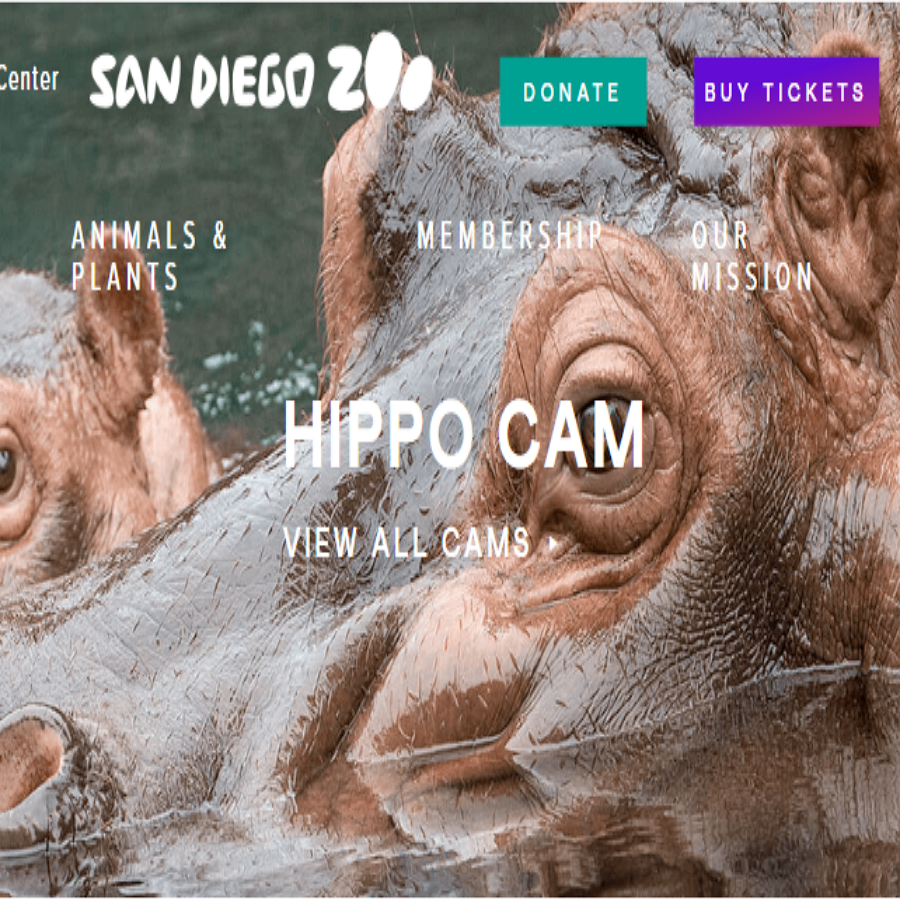 Center
SAN DIEGO ZOO
DONATE
BUY TICKETS
ANIMALS &
PLANTS
MEMBERSHIP
OUR
MISSION
HIPPO CAM
VIEW ALL CAMS